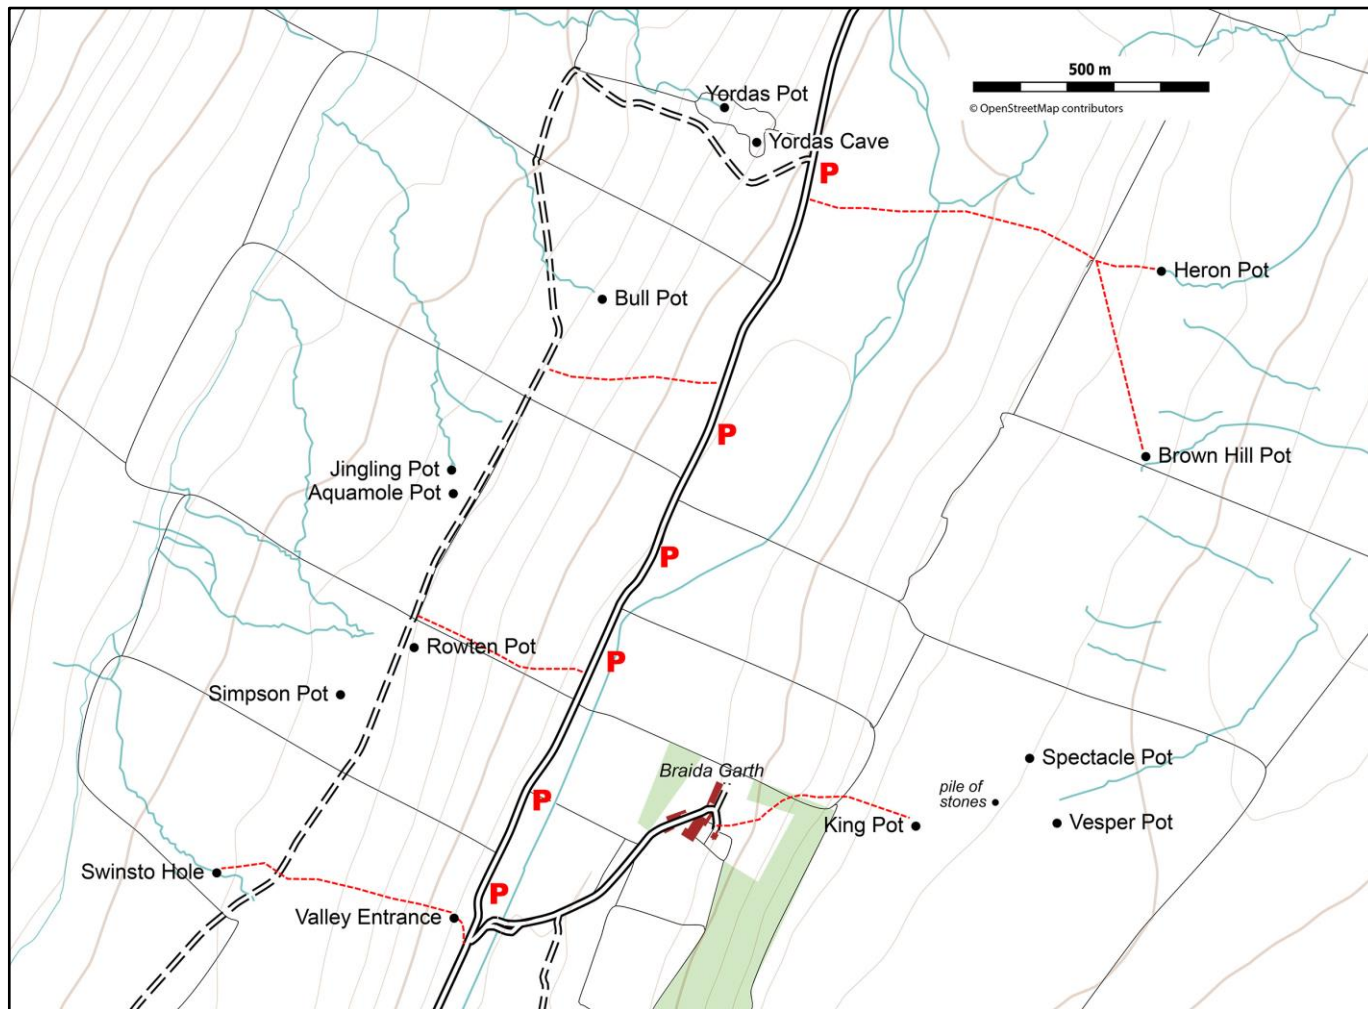 500 m
© OpenStreetMap contributors
Yordas Pot
Yordas Cave
P
Heron Pot
Bull Pot
P
Brown Hill Pot
Jingling Pot
Aquamole Pot
P
Rowten Pot
P
Simpson Pot
Spectacle Pot
Braida Garth
pile of
stones
P
King Pot
Vesper Pot
Swinsto Hole
P
Valley Entrance